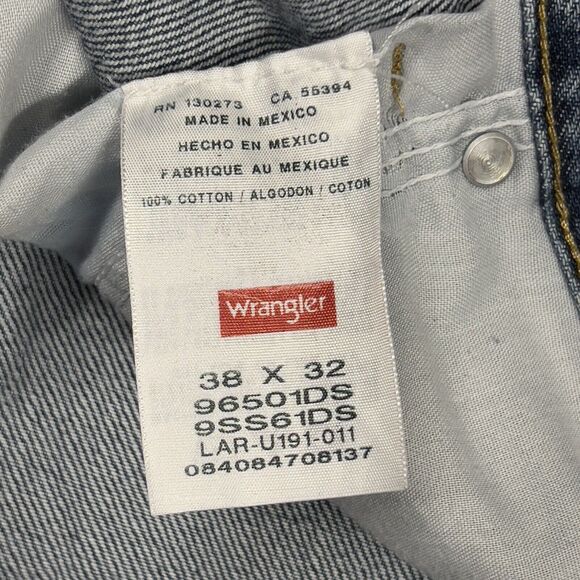 RN 130273 CA 55394
MADE IN MEXICO
HECHO EN MEXICO
FABRIQUE AU MEXIQUE
100% COTTON / ALGODON / COTON
Wrangler
38 X 32
96501DS
9SS61DS
LAR-U191-011
084084708137